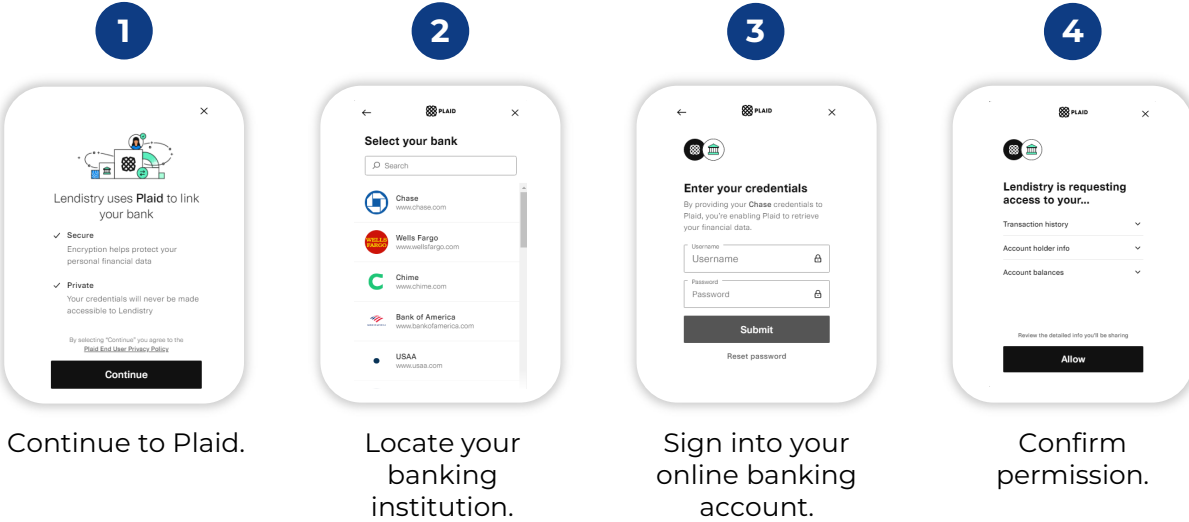 1
Lendistry uses Plaid to link
your bank
Secure
Encryption helps protect your
personal financial data
Private
Your credentials will never be made
accessible to Lendistry
By selecting "Continue" you agree to the
Plaid End User Privacy Policy
Continue
Continue to Plaid.
2
PLAID
Select your bank
Search
Chase
www.chase.com
WELLS
FARGO
Wells Fargo
www.wellsfargo.com
Chime
www.chime.com
Bank of America
www.bankofamerica.com
USAA
www.usaa.com
Locate your
banking
institution.
3
PLAID
Enter your credentials
By providing your Chase credentials to
Plaid, you're enabling Plaid to retrieve
your financial data.
Username
Username
Password
Password
Submit
Reset password
Sign into your
online banking
account.
4
PLAID
Lendistry is requesting
access to your...
Transaction history
Account holder info
Account balances
Review the detailed info you'll be sharing
Allow
Confirm
permission.